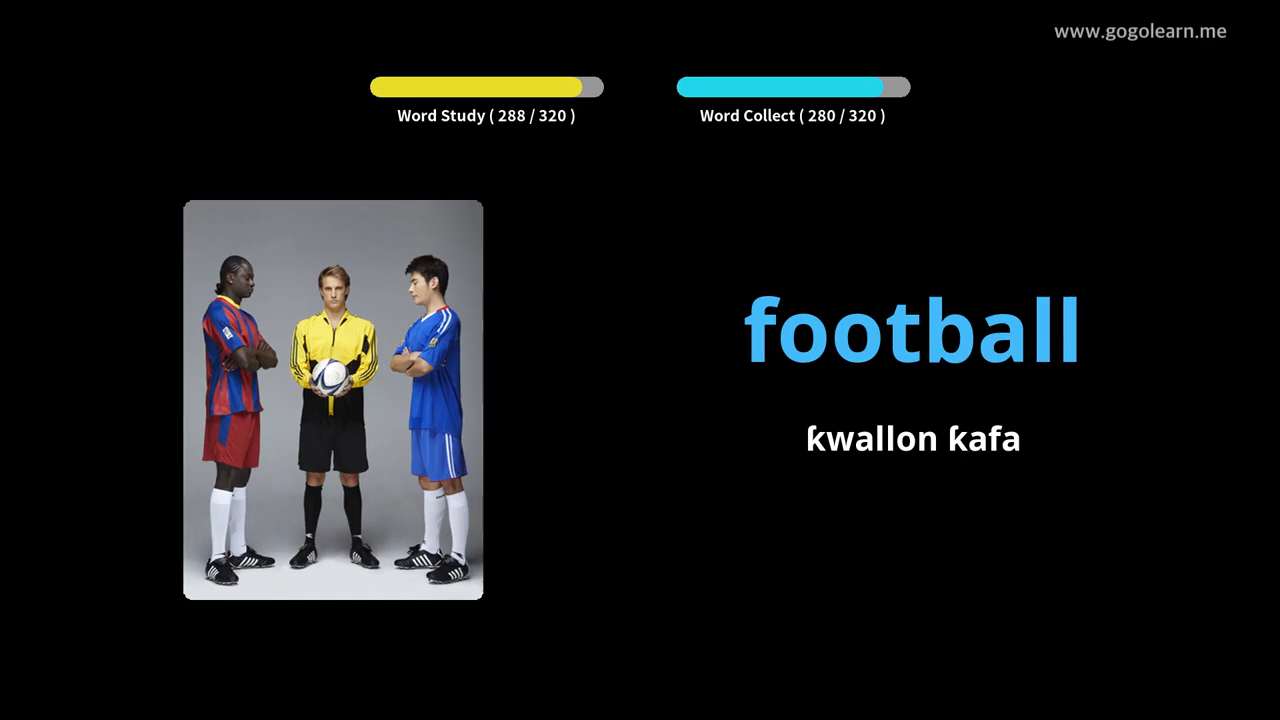 www.gogolearn.me
Word Study ( 288 / 320 )
Word Collect ( 280 / 320 )
football
ƙwallon ƙafa